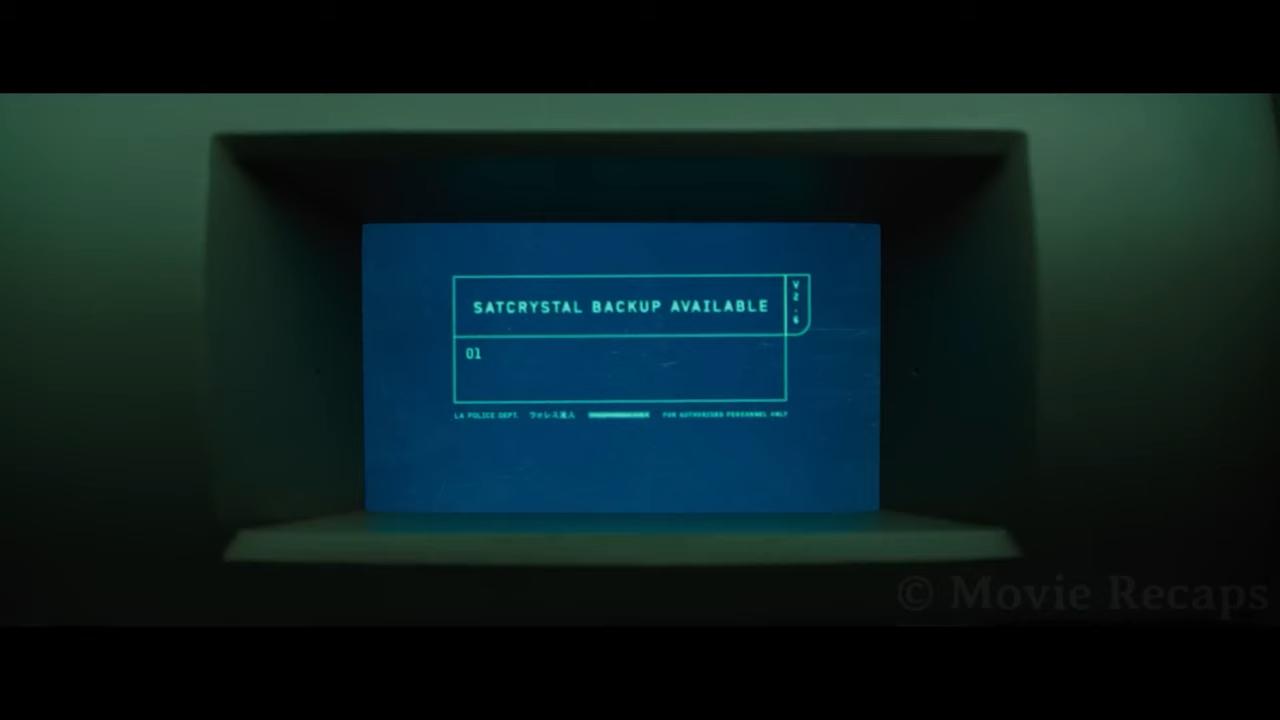 SATCRYSTAL BACKUP AVAILABLE
V2.6
01
LA POLICE DEPT. FOR AUTHORISED PERSONNEL ONLY
© Movie Recaps